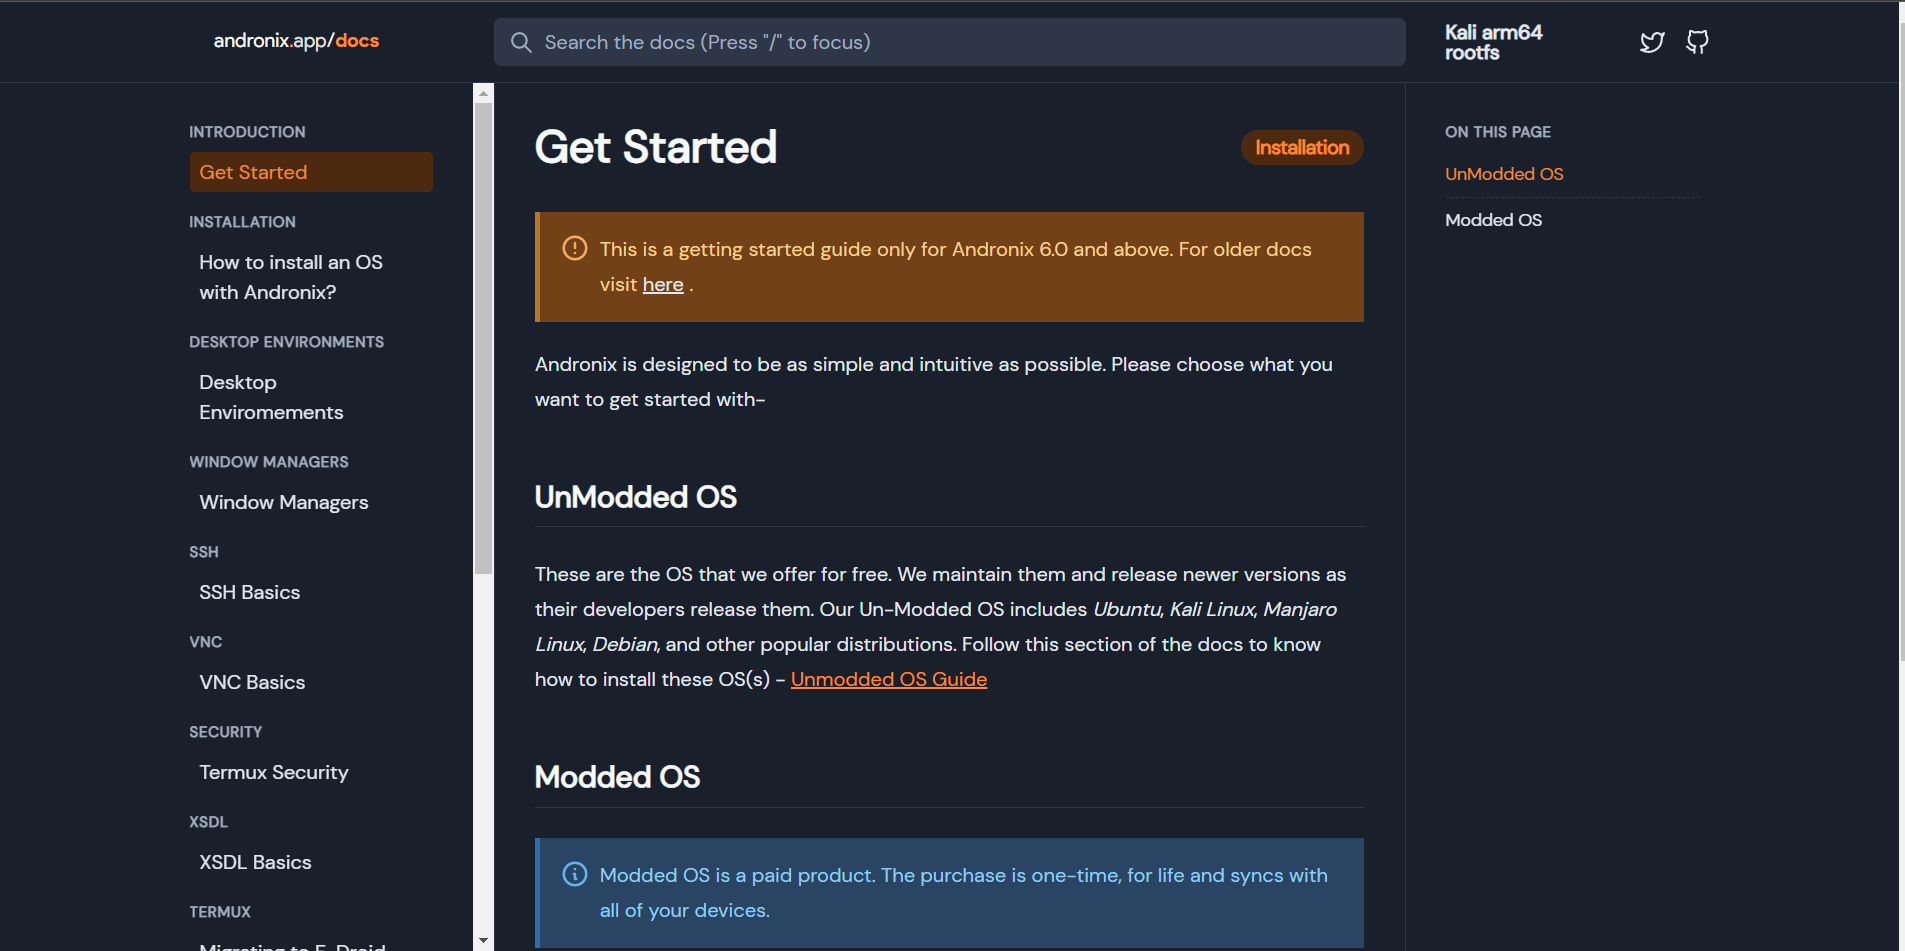 andronix.app/docs
Search the docs (Press "/" to focus)
Kali arm64
rootfs
INTRODUCTION
Get Started
INSTALLATION
How to install an OS
with Andronix?
DESKTOP ENVIRONMENTS
Desktop
Enviromements
WINDOW MANAGERS
Window Managers
SSH
SSH Basics
VNC
VNC Basics
SECURITY
Termux Security
XSDL
XSDL Basics
TERMUX
Migrating to F-Droid
Get Started
Installation
This is a getting started guide only for Andronix 6.0 and above. For older docs
visit here .
Andronix is designed to be as simple and intuitive as possible. Please choose what you
want to get started with-
UnModded OS
These are the OS that we offer for free. We maintain them and release newer versions as
their developers release them. Our Un-Modded OS includes Ubuntu, Kali Linux, Manjaro
Linux, Debian, and other popular distributions. Follow this section of the docs to know
how to install these OS(s) - Unmodded OS Guide
Modded OS
Modded OS is a paid product. The purchase is one-time, for life and syncs with
all of your devices.
ON THIS PAGE
UnModded OS
Modded OS